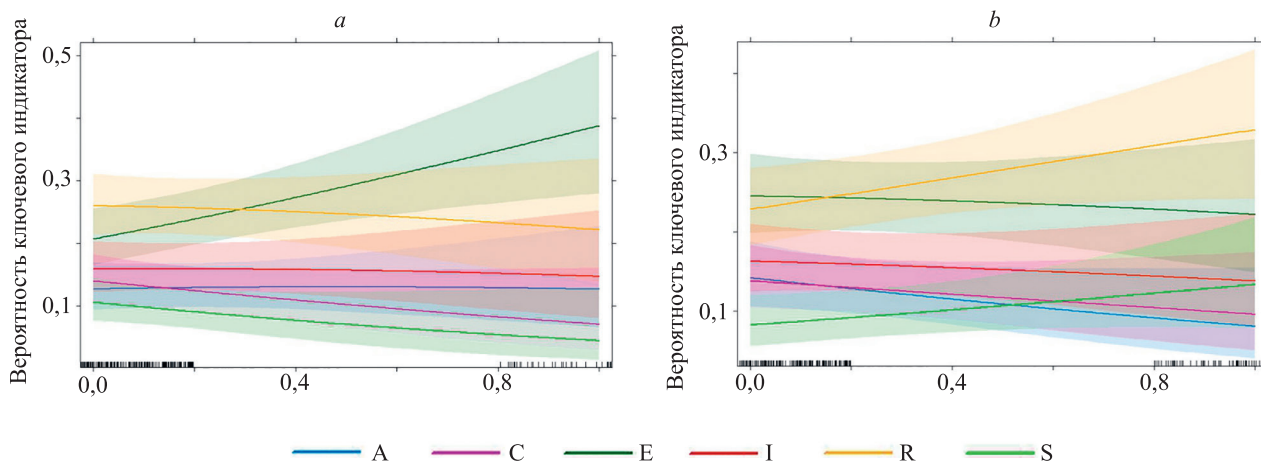 a
b
Вероятность ключевого индикатора
0,5
0,3
0,1
0,0
0,4
0,8
Вероятность ключевого индикатора
0,3
0,1
0,0
0,4
0,8
A
C
E
I
R
S